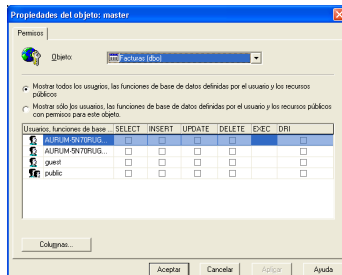 Propiedades del objeto: master
Permisos
Objeto:
Facturas (dbo)
Mostrar todos los usuarios, las funciones de base de datos definidas por el usuario y los recursos
públicos
Mostrar sólo los usuarios, las funciones de base de datos definidas por el usuario y los recursos públicos
con permisos para este objeto.
Usuarios, funciones de base ... SELECT INSERT UPDATE DELETE EXEC DRI
AURUM-5N70RUG...
AURUM-5N70RUG...
guest
public
Columnas...
Aceptar Cancelar Aplicar Ayuda